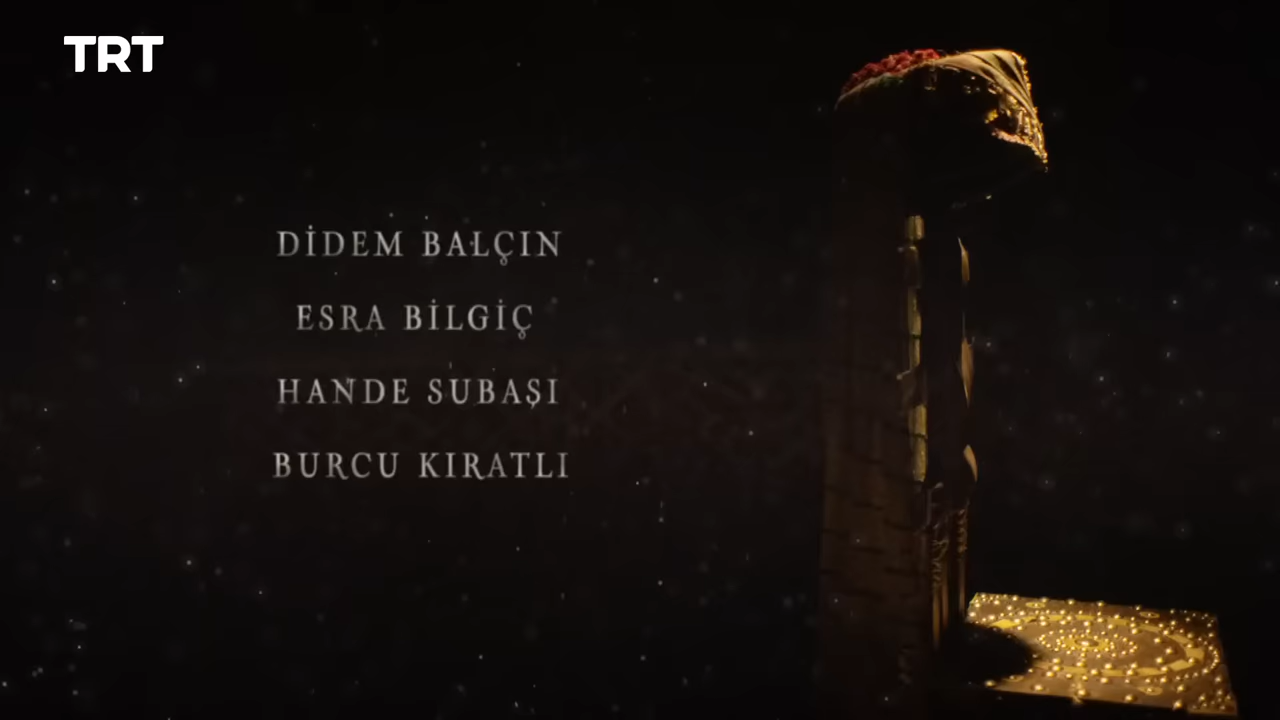 TRT
DİDEM BALÇIN
ESRA BİLGİÇ
HANDE SUBAŞI
BURCU KIRATLI